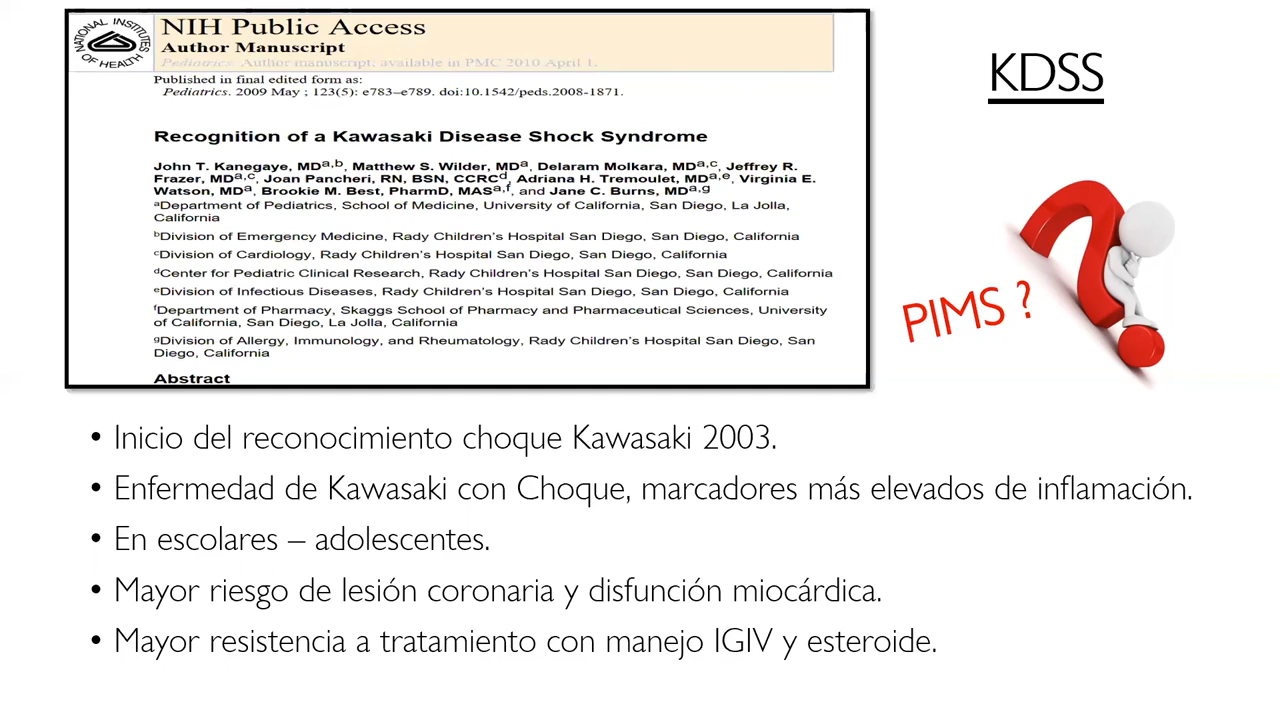 NATIONAL INSTITUTES OF HEALTH
NIH Public Access
Author Manuscript
Pediatrics. Author manuscript; available in PMC 2010 April 1.
Published in final edited form as:
Pediatrics. 2009 May ; 123(5): e783–e789. doi:10.1542/peds.2008-1871.
Recognition of a Kawasaki Disease Shock Syndrome
John T. Kanegaye, MDa,b, Matthew S. Wilder, MDa, Delaram Molkara, MDa,c, Jeffrey R.
Frazer, MDa,c, Joan Pancheri, RN, BSN, CCRCd, Adriana H. Tremoulet, MDa,e, Virginia E.
Watson, MDa, Brookie M. Best, PharmD, MASa,f, and Jane C. Burns, MDa,g
aDepartment of Pediatrics, School of Medicine, University of California, San Diego, La Jolla,
California
bDivision of Emergency Medicine, Rady Children's Hospital San Diego, San Diego, California
cDivision of Cardiology, Rady Children's Hospital San Diego, San Diego, California
dCenter for Pediatric Clinical Research, Rady Children's Hospital San Diego, San Diego, California
eDivision of Infectious Diseases, Rady Children's Hospital San Diego, San Diego, California
fDepartment of Pharmacy, Skaggs School of Pharmacy and Pharmaceutical Sciences, University
of California, San Diego, La Jolla, California
gDivision of Allergy, Immunology, and Rheumatology, Rady Children's Hospital San Diego, San
Diego, California
Abstract
KDSS
PIMS ?
• Inicio del reconocimiento choque Kawasaki 2003.
• Enfermedad de Kawasaki con Choque, marcadores más elevados de inflamación.
• En escolares – adolescentes.
• Mayor riesgo de lesión coronaria y disfunción miocárdica.
• Mayor resistencia a tratamiento con manejo IGIV y esteroide.